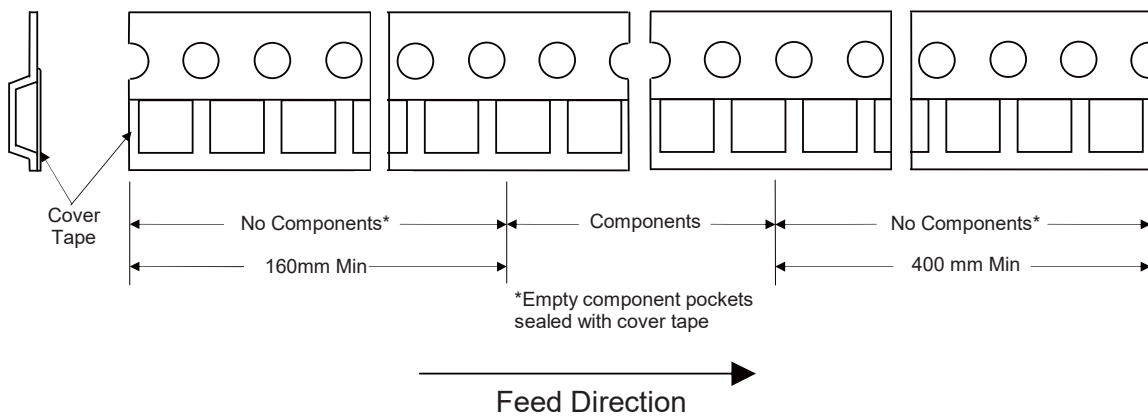 Cover
Tape
No Components*
Components
No Components*
160mm Min
400 mm Min
*Empty component pockets
sealed with cover tape
Feed Direction